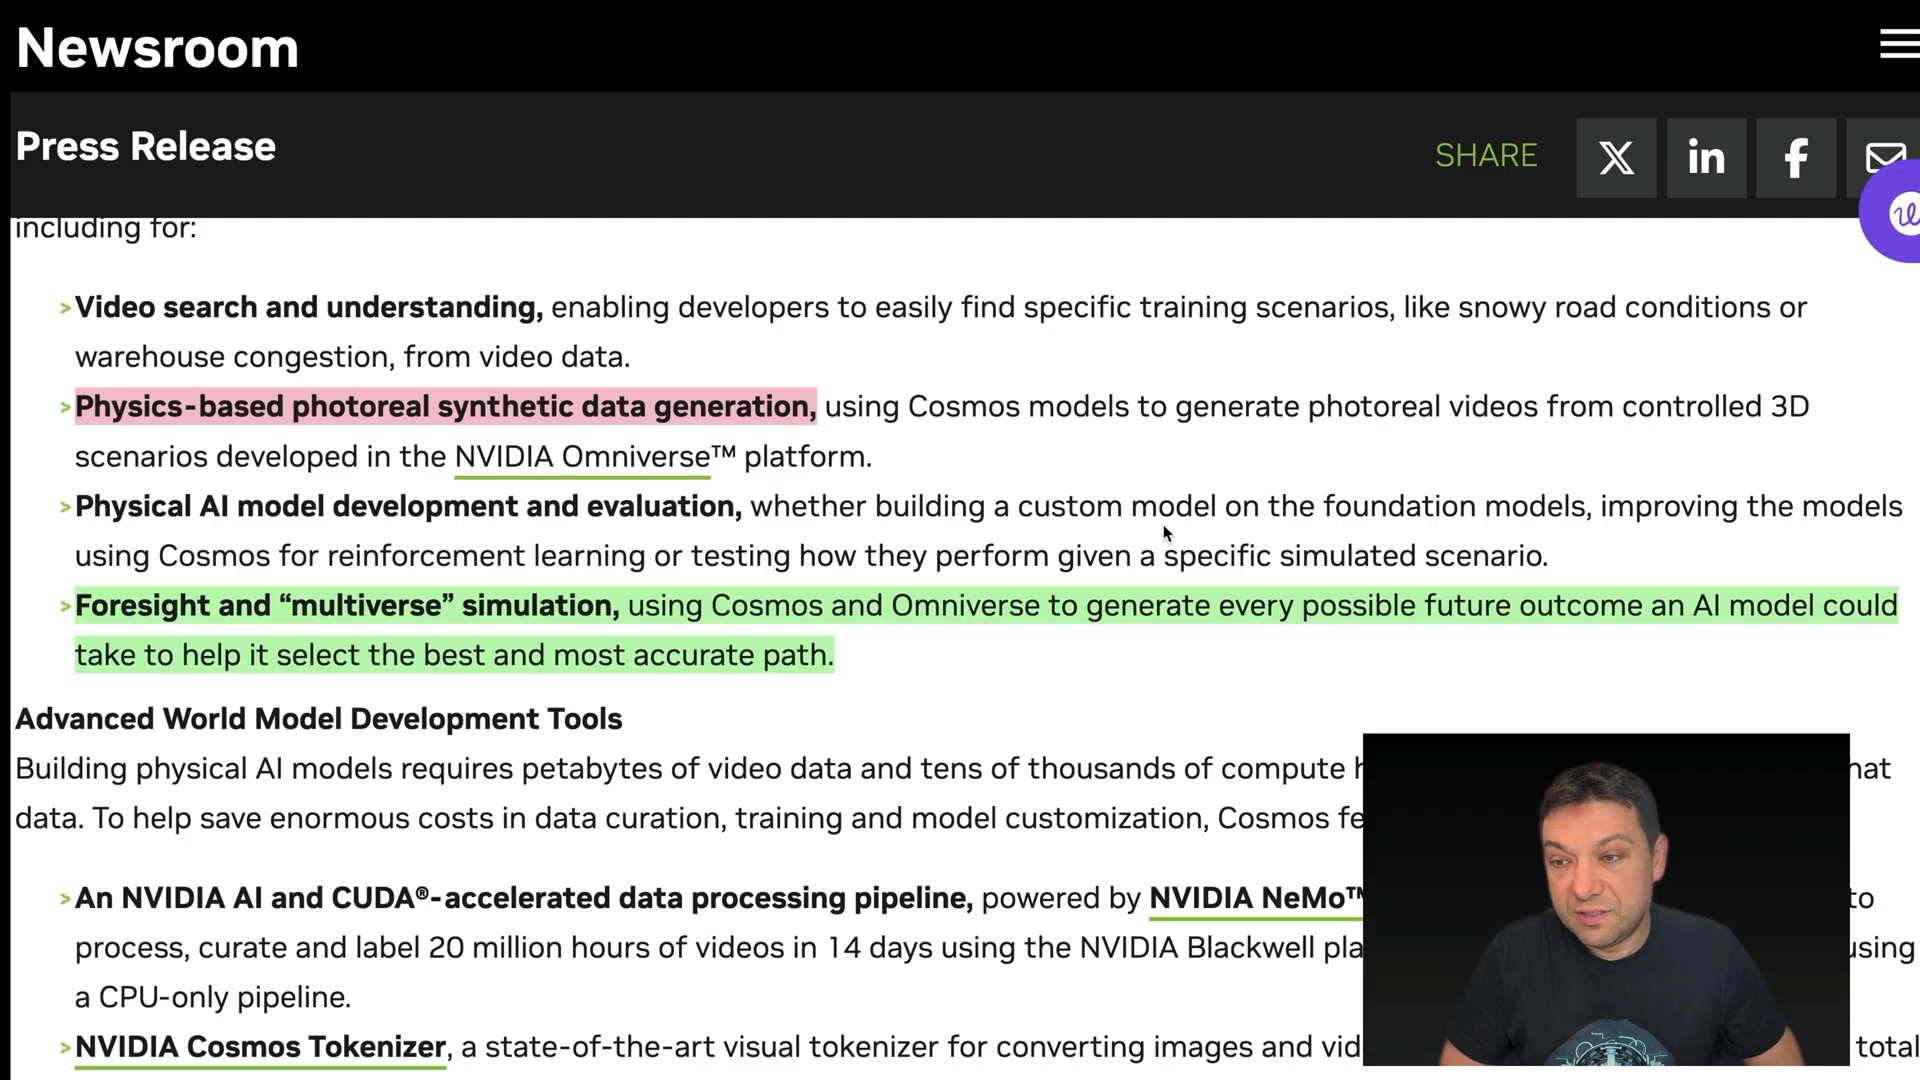 Newsroom
Press Release
SHARE
including for:
Video search and understanding, enabling developers to easily find specific training scenarios, like snowy road conditions or
warehouse congestion, from video data.
Physics-based photoreal synthetic data generation, using Cosmos models to generate photoreal videos from controlled 3D
scenarios developed in the NVIDIA Omniverse™ platform.
Physical AI model development and evaluation, whether building a custom model on the foundation models, improving the models
using Cosmos for reinforcement learning or testing how they perform given a specific simulated scenario.
Foresight and “multiverse” simulation, using Cosmos and Omniverse to generate every possible future outcome an AI model could
take to help it select the best and most accurate path.
Advanced World Model Development Tools
Building physical AI models requires petabytes of video data and tens of thousands of compute
data. To help save enormous costs in data curation, training and model customization, Cosmos
An NVIDIA AI and CUDA®-accelerated data processing pipeline, powered by NVIDIA NeMo™ to
process, curate and label 20 million hours of videos in 14 days using the NVIDIA Blackwell using
a CPU-only pipeline.
NVIDIA Cosmos Tokenizer, a state-of-the-art visual tokenizer for converting images and total